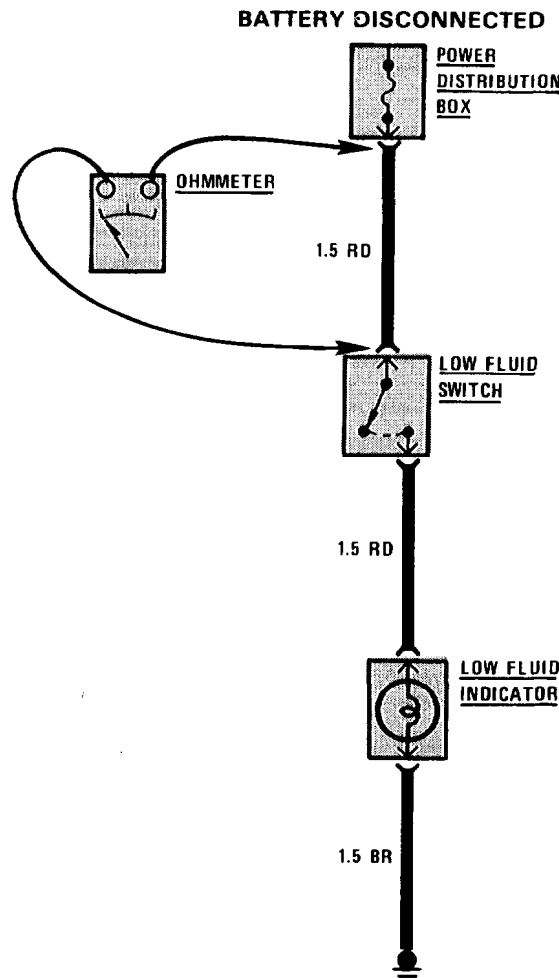 BATTERY DISCONNECTED
POWER
DISTRIBUTION
BOX
OHMMETER
1.5 RD
LOW FLUID
SWITCH
1.5 RD
LOW FLUID
INDICATOR
1.5 BR